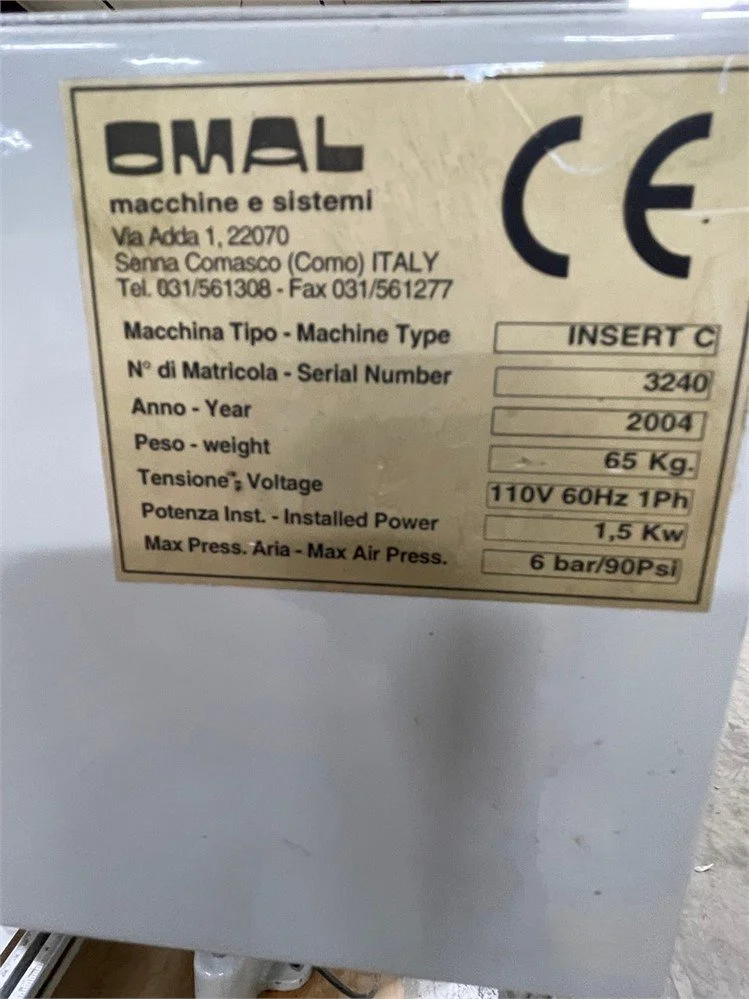 OMAL
CE
macchine e sistemi
Via Adda 1, 22070
Senna Comasco (Como) ITALY
Tel. 031/561308 - Fax 031/561277
Macchina Tipo - Machine Type INSERT C
N° di Matricola - Serial Number 3240
Anno - Year 2004
Peso - weight 65 Kg.
Tensione - Voltage 110V 60Hz 1Ph
Potenza Inst. - Installed Power 1,5 Kw
Max Press. Aria - Max Air Press. 6 bar/90Psi